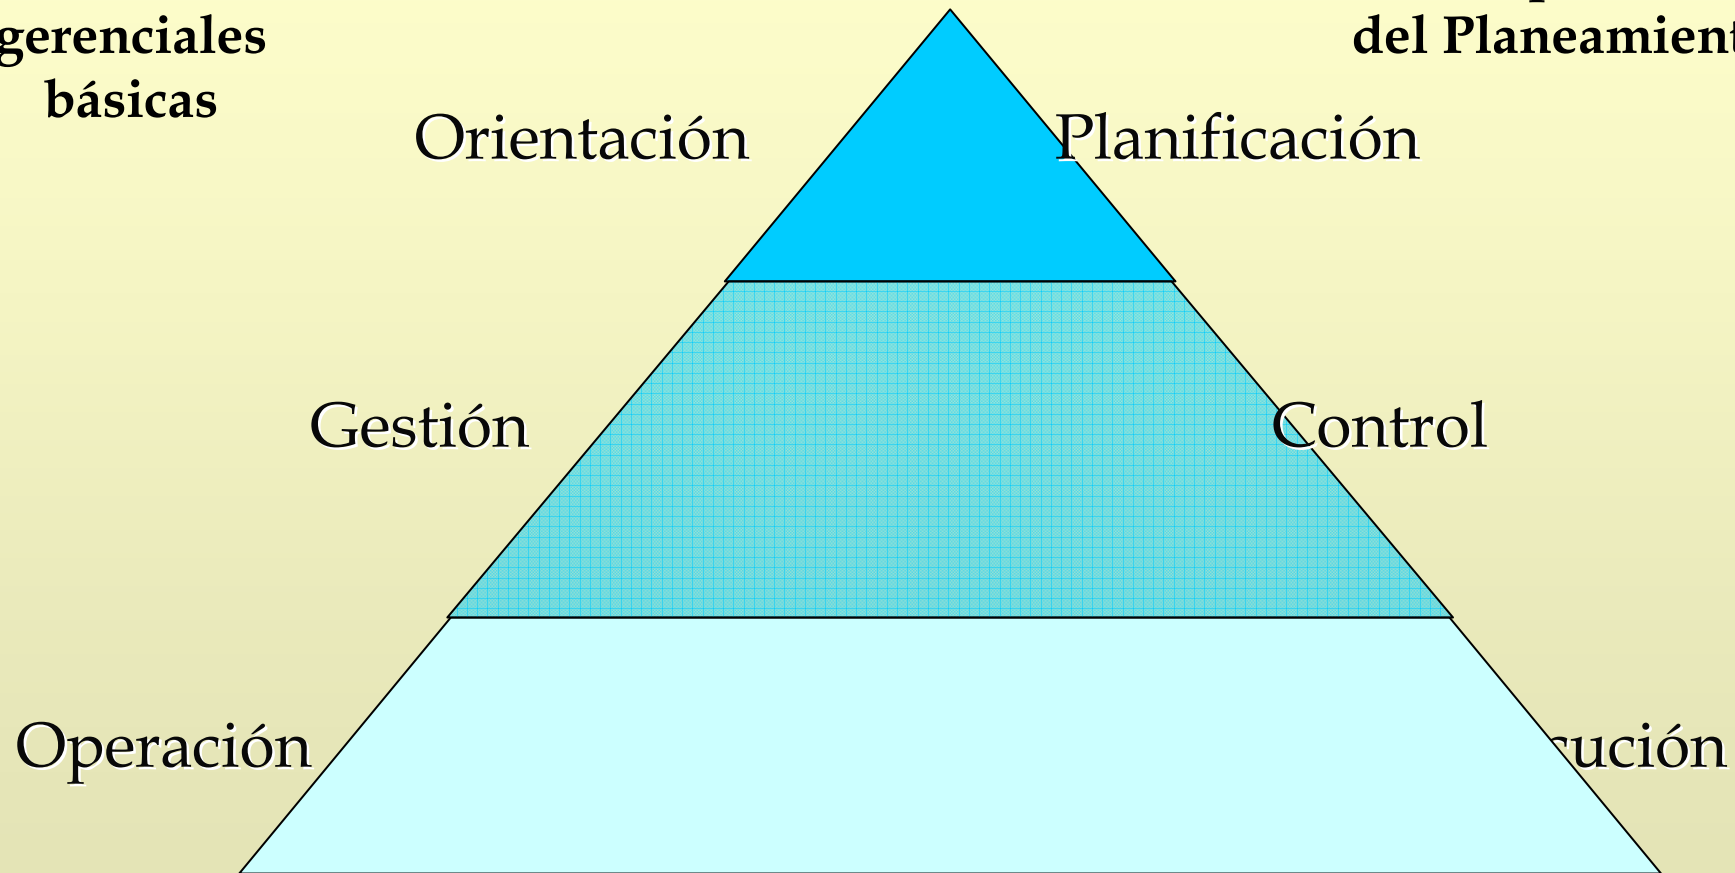 gerenciales
básicas
del Planeamient
Orientación
Planificación
Gestión
Control
Operación
cución